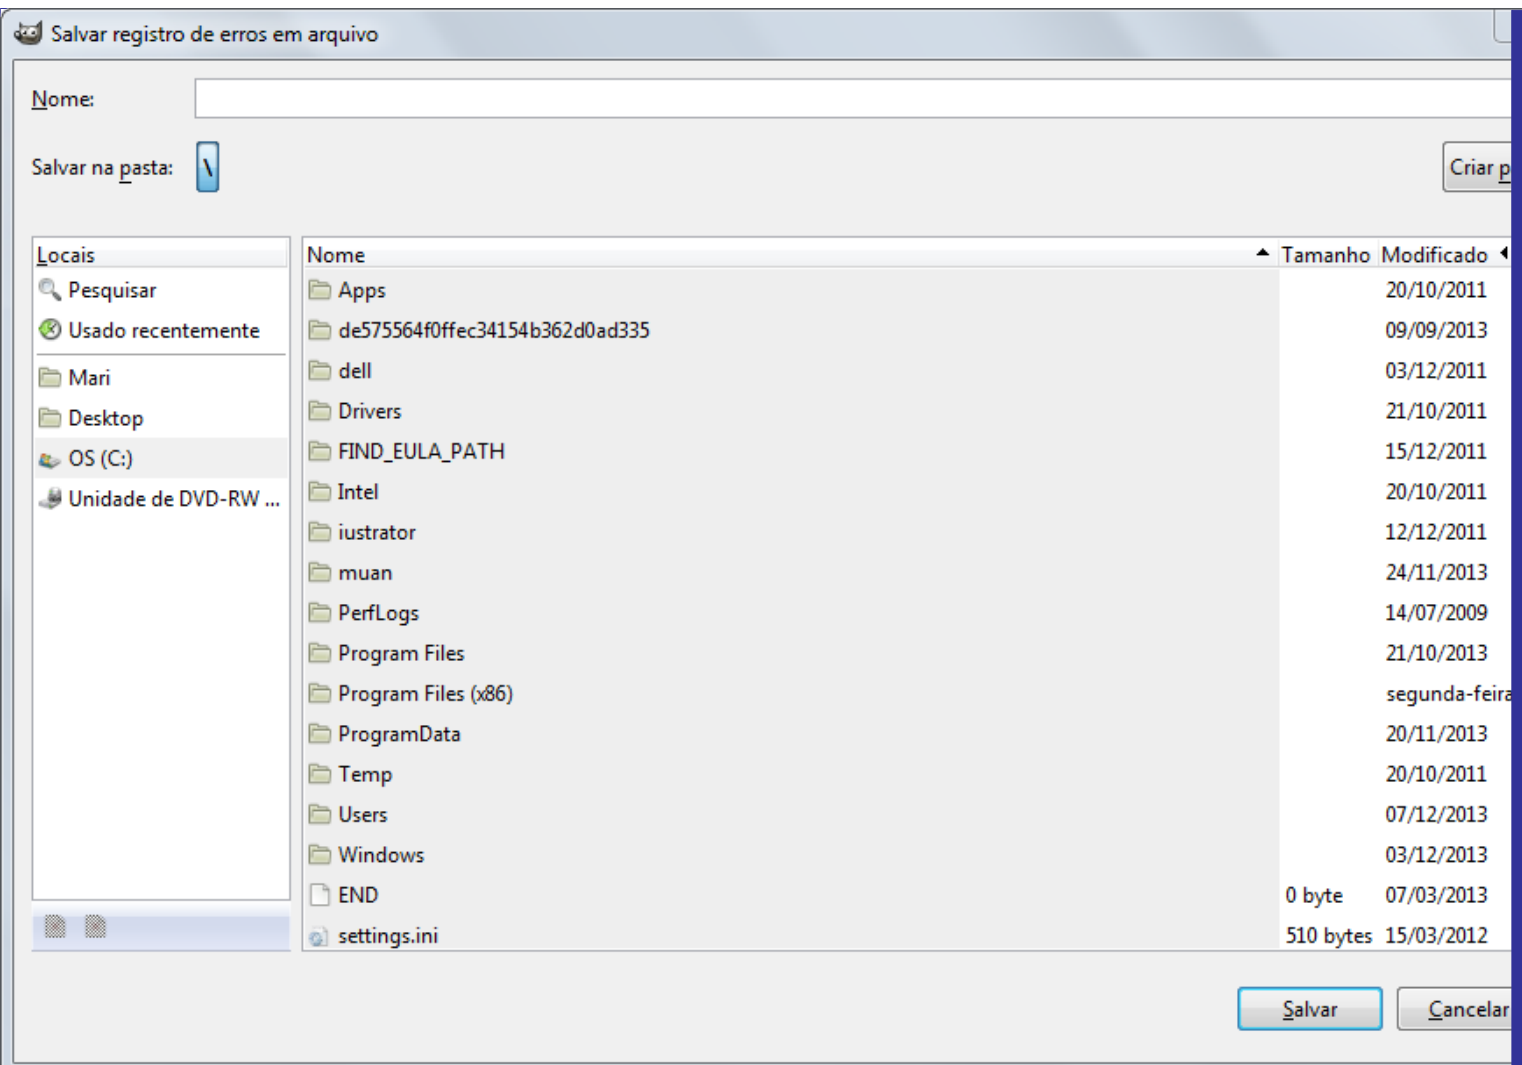 Salvar registro de erros em arquivo
Nome:
Salvar na pasta: \
Criar p
Locais
Pesquisar
Usado recentemente
Mari
Desktop
OS (C:)
Unidade de DVD-RW ...
Nome Tamanho Modificado
Apps 20/10/2011
de575564f0ffec34154b362d0ad335 09/09/2013
dell 03/12/2011
Drivers 21/10/2011
FIND_EULA_PATH 15/12/2011
Intel 20/10/2011
iustrator 12/12/2011
muan 24/11/2013
PerfLogs 14/07/2009
Program Files 21/10/2013
Program Files (x86) segunda-feira
ProgramData 20/11/2013
Temp 20/10/2011
Users 07/12/2013
Windows 03/12/2013
END 0 byte 07/03/2013
settings.ini 510 bytes 15/03/2012
Salvar Cancelar